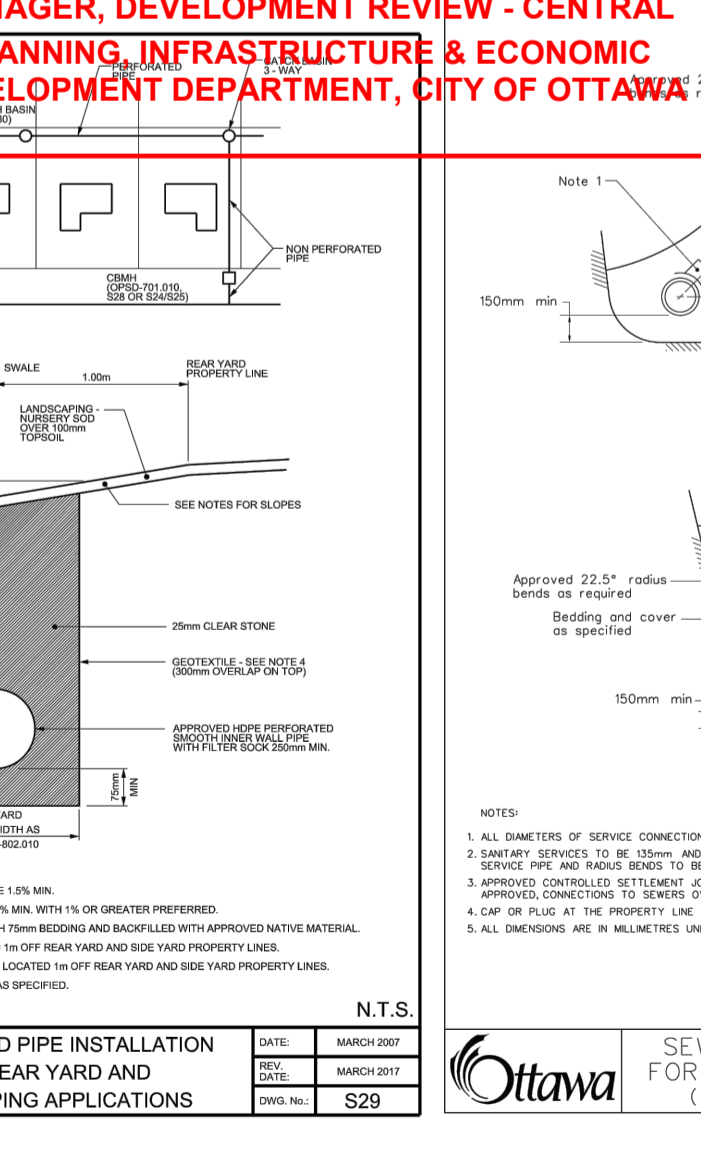 AGER, DEVELOPMENT REVIEW - CENTRAL
ANNING, INFRASTRUCTURE & ECONOMIC
ELOPMENT DEPARTMENT, CITY OF OTTAWA
PERFORATED
PIPE
CATCH BASIN
3 - WAY
BASIN
NON PERFORATED
PIPE
CBMH
(OPSD-701.010,
S28 OR S24/S25)
SWALE
1.00m
REAR YARD
PROPERTY LINE
LANDSCAPING -
NURSERY SOD
OVER 100mm
TOPSOIL
SEE NOTES FOR SLOPES
25mm CLEAR STONE
GEOTEXTILE - SEE NOTE 4
(300mm OVERLAP ON TOP)
APPROVED HDPE PERFORATED
SMOOTH INNER WALL PIPE
WITH FILTER SOCK 250mm MIN.
75mm
MIN
ARD
IDTH AS
-802.010
E 1.5% MIN.
% MIN. WITH 1% OR GREATER PREFERRED.
H 75mm BEDDING AND BACKFILLED WITH APPROVED NATIVE MATERIAL.
1m OFF REAR YARD AND SIDE YARD PROPERTY LINES.
LOCATED 1m OFF REAR YARD AND SIDE YARD PROPERTY LINES.
AS SPECIFIED.
N.T.S.
D PIPE INSTALLATION
EAR YARD AND
PING APPLICATIONS
DATE: MARCH 2007
REV.
DATE: MARCH 2017
DWG. No.: S29
Approved 2
bends as r
Note 1
150mm min
Approved 22.5° radius
bends as required
Bedding and cover
as specified
150mm min
NOTES:
1. ALL DIAMETERS OF SERVICE CONNECTION
2. SANITARY SERVICES TO BE 135mm AND
SERVICE PIPE AND RADIUS BENDS TO BE
3. APPROVED CONTROLLED SETTLEMENT JO
APPROVED, CONNECTIONS TO SEWERS O
4. CAP OR PLUG AT THE PROPERTY LINE
5. ALL DIMENSIONS ARE IN MILLIMETRES UN
Ottawa
SE
FOR
(